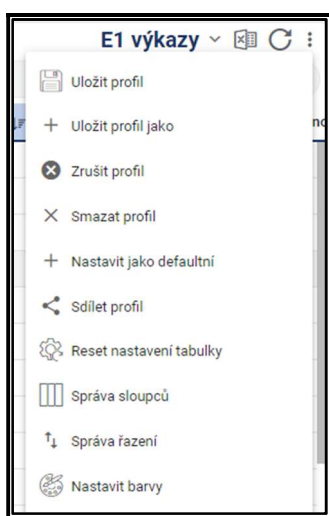 E1 výkazy
Uložit profil
Uložit profil jako
Zrušit profil
Smazat profil
Nastavit jako defaultní
Sdílet profil
Reset nastavení tabulky
Správa sloupců
Správa řazení
Nastavit barvy